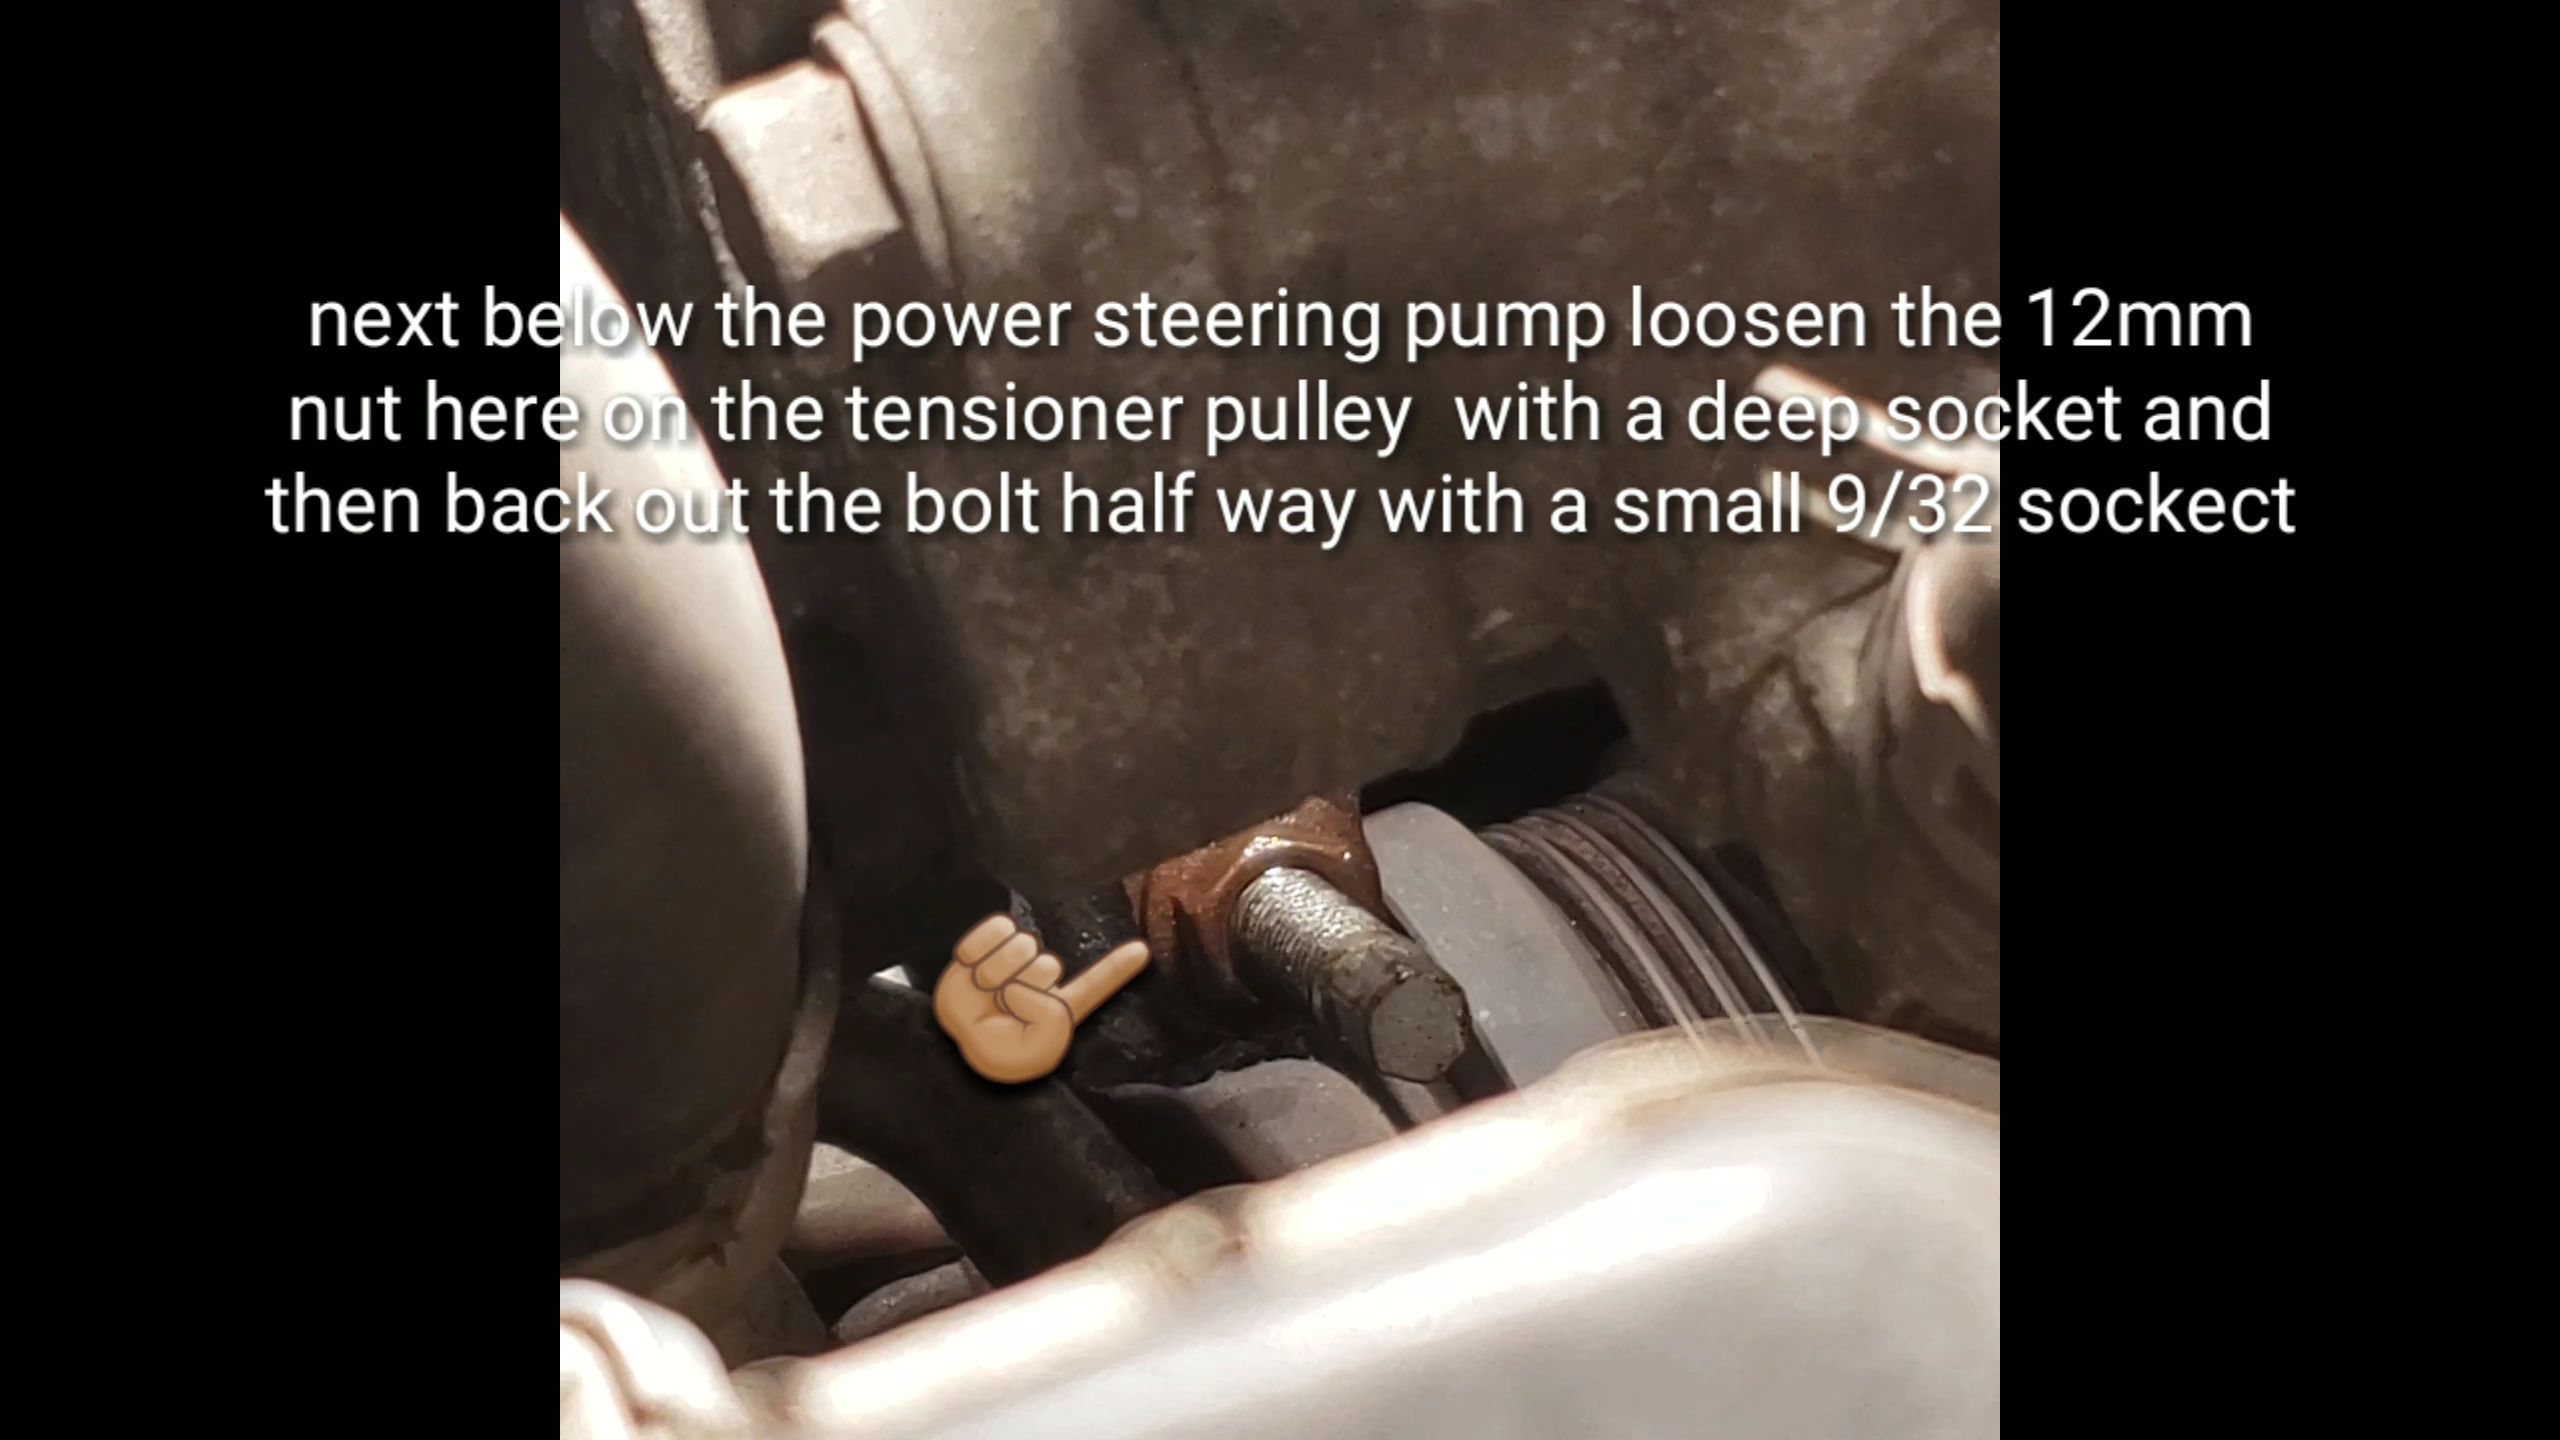 next below the power steering pump loosen the 12mm
nut here on the tensioner pulley  with a deep socket and
then back out the bolt half way with a small 9/32 sockect